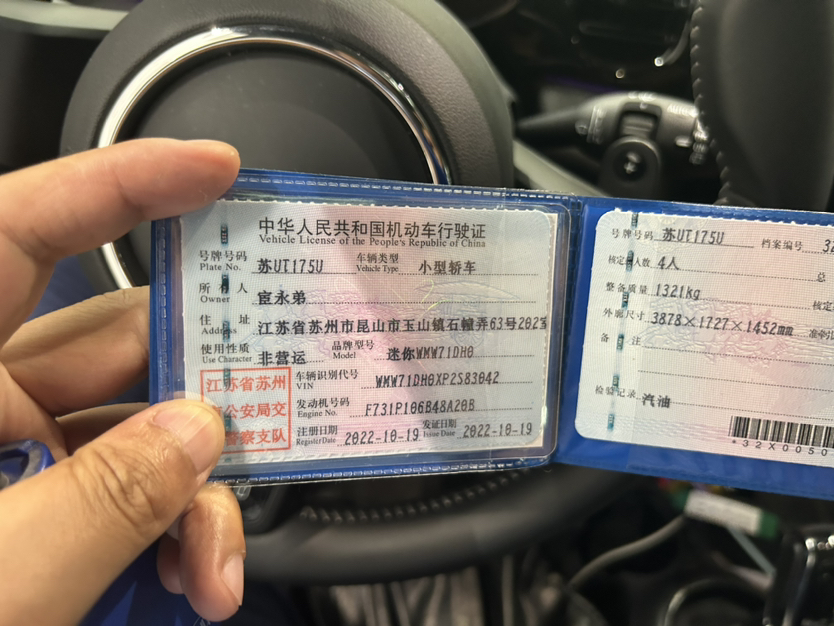 中华人民共和国机动车行驶证
Vehicle License of the People's Republic of China
号牌号码 苏UT175U 车辆类型 小型轿车
Plate No. Vehicle Type
所有人 宦永弟
Owner
住址 江苏省苏州市昆山市玉山镇石幢弄63号202室
Address
使用性质 非营运 品牌型号 迷你WMW71DH0
Use Character Model
江苏省苏州
公安局交
警察支队
车辆识别代号 WMW71DH0XP2S83042
VIN
发动机号码 F731P106B48A20B
Engine No.
注册日期 2022-10-19 发证日期 2022-10-19
Register Date Issue Date
号牌号码 苏UT175U 档案编号 32
核定人数 4人 总
整备质量 1321kg 核定
外廓尺寸 3878×1727×1452mm 准牵
备注
检验记录 汽油
*32X0050